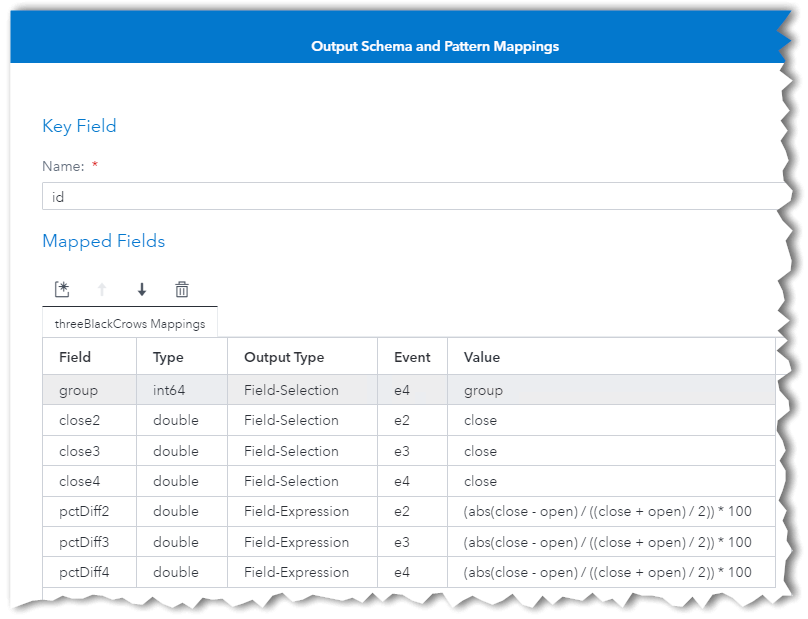 Output Schema and Pattern Mappings
Key Field
Name: *
id
Mapped Fields
threeBlackCrows Mappings
Field Type Output Type Event Value
group int64 Field-Selection e4 group
close2 double Field-Selection e2 close
close3 double Field-Selection e3 close
close4 double Field-Selection e4 close
pctDiff2 double Field-Expression e2 (abs(close - open) / ((close + open) / 2)) * 100
pctDiff3 double Field-Expression e3 (abs(close - open) / ((close + open) / 2)) * 100
pctDiff4 double Field-Expression e4 (abs(close - open) / ((close + open) / 2)) * 100